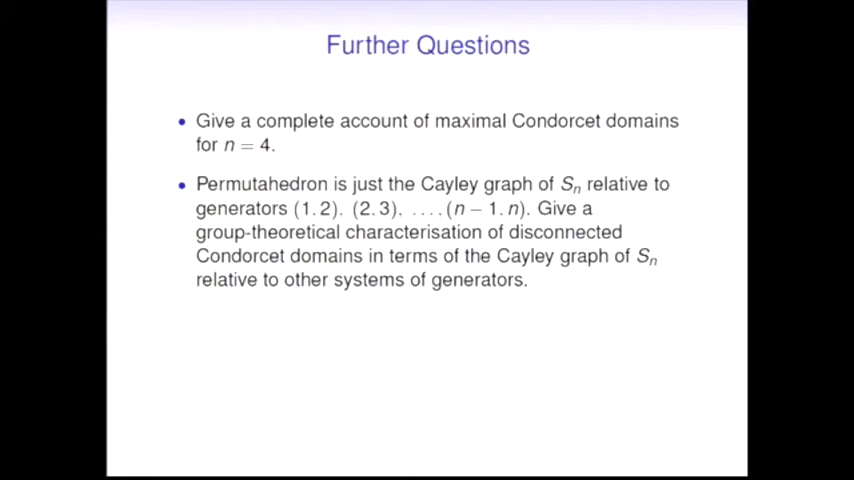 Further Questions
• Give a complete account of maximal Condorcet domains
for n = 4.
• Permutahedron is just the Cayley graph of Sₙ relative to
generators (1, 2), (2, 3), …, (n − 1, n). Give a
group-theoretical characterisation of disconnected
Condorcet domains in terms of the Cayley graph of Sₙ
relative to other systems of generators.